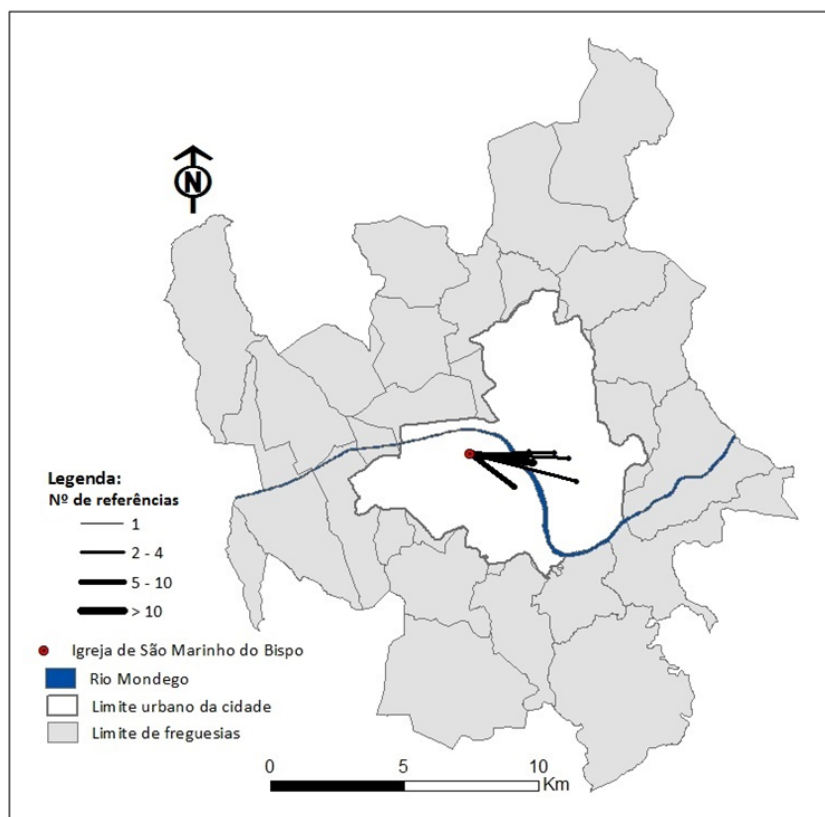 N
Legenda:
Nº de referências
1
2 - 4
5 - 10
> 10
Igreja de São Marinho do Bispo
Rio Mondego
Limite urbano da cidade
Limite de freguesias
0 5 10
Km